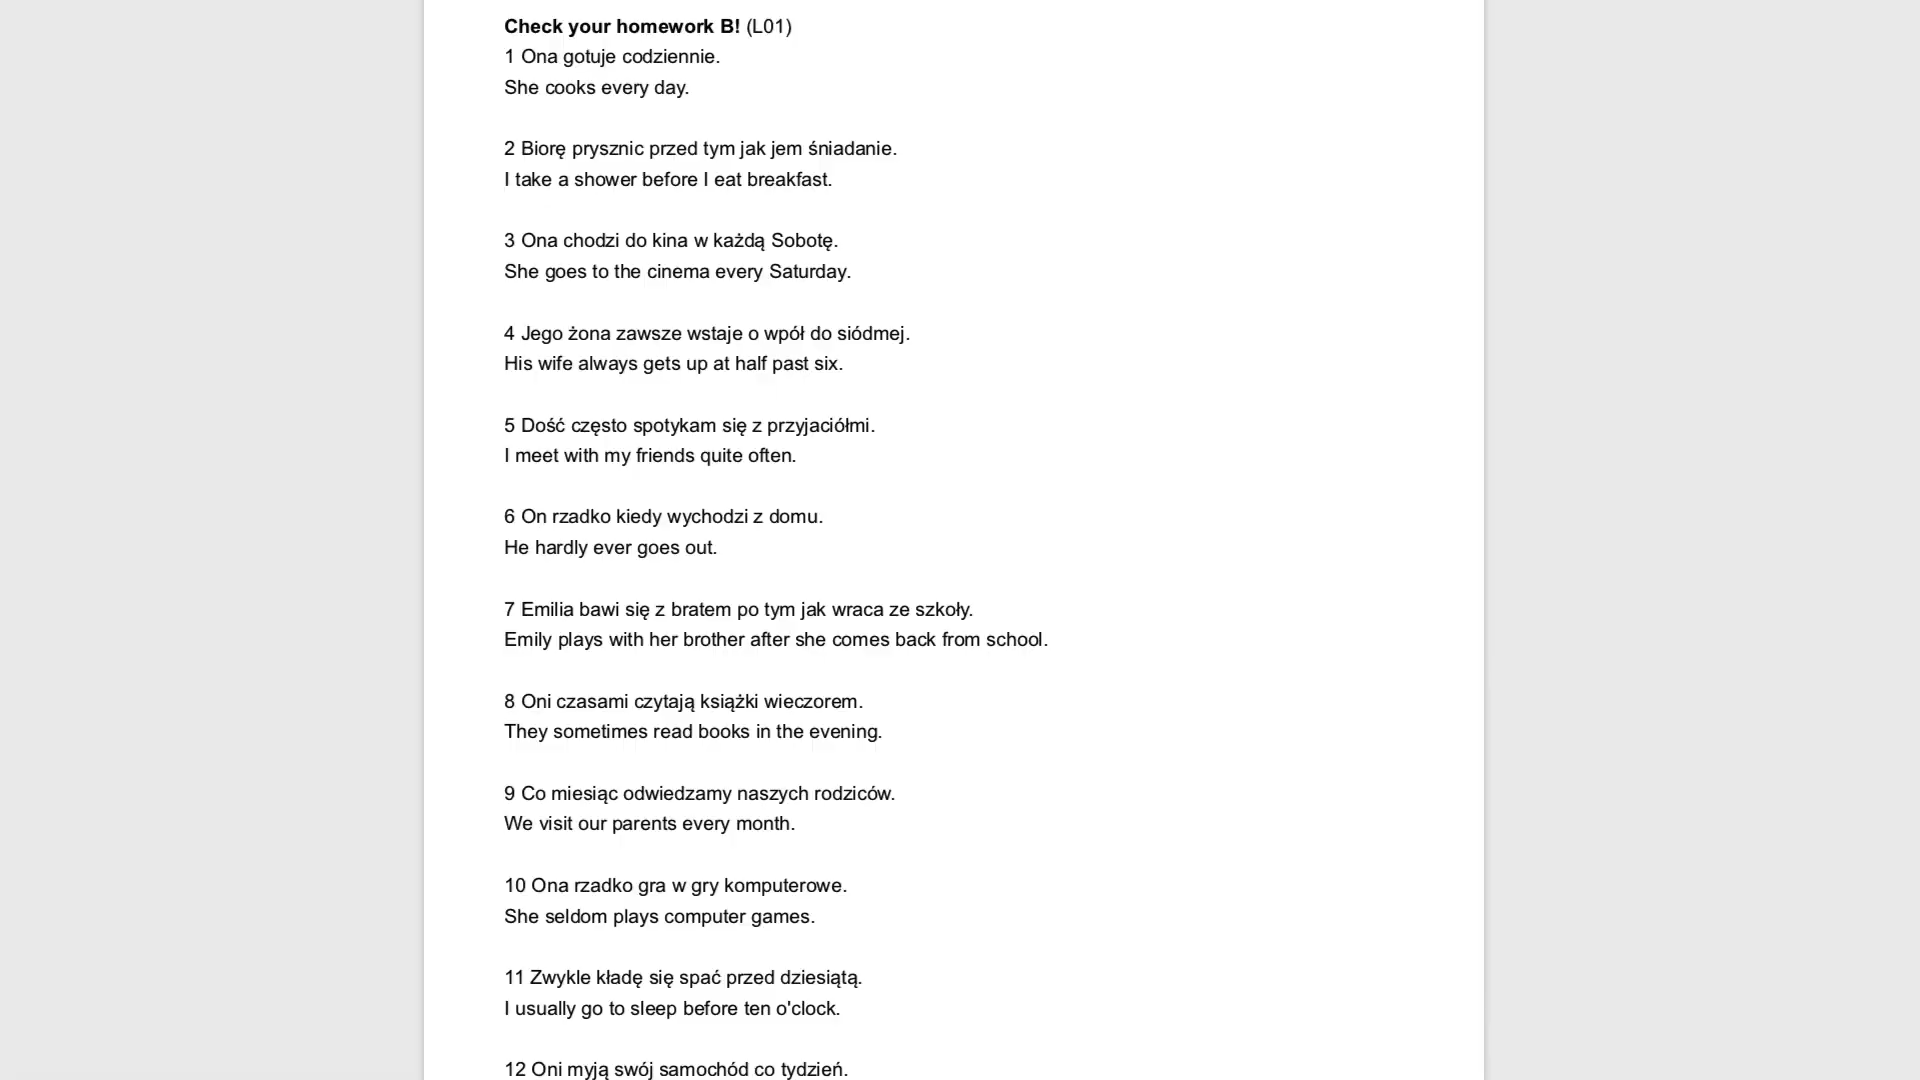 Check your homework B! (L01)
1 Ona gotuje codziennie.
She cooks every day.
2 Biorę prysznic przed tym jak jem śniadanie.
I take a shower before I eat breakfast.
3 Ona chodzi do kina w każdą Sobotę.
She goes to the cinema every Saturday.
4 Jego żona zawsze wstaje o wpół do siódmej.
His wife always gets up at half past six.
5 Dość często spotykam się z przyjaciółmi.
I meet with my friends quite often.
6 On rzadko kiedy wychodzi z domu.
He hardly ever goes out.
7 Emilia bawi się z bratem po tym jak wraca ze szkoły.
Emily plays with her brother after she comes back from school.
8 Oni czasami czytają książki wieczorem.
They sometimes read books in the evening.
9 Co miesiąc odwiedzamy naszych rodziców.
We visit our parents every month.
10 Ona rzadko gra w gry komputerowe.
She seldom plays computer games.
11 Zwykle kładę się spać przed dziesiątą.
I usually go to sleep before ten o'clock.
12 Oni myją swój samochód co tydzień.